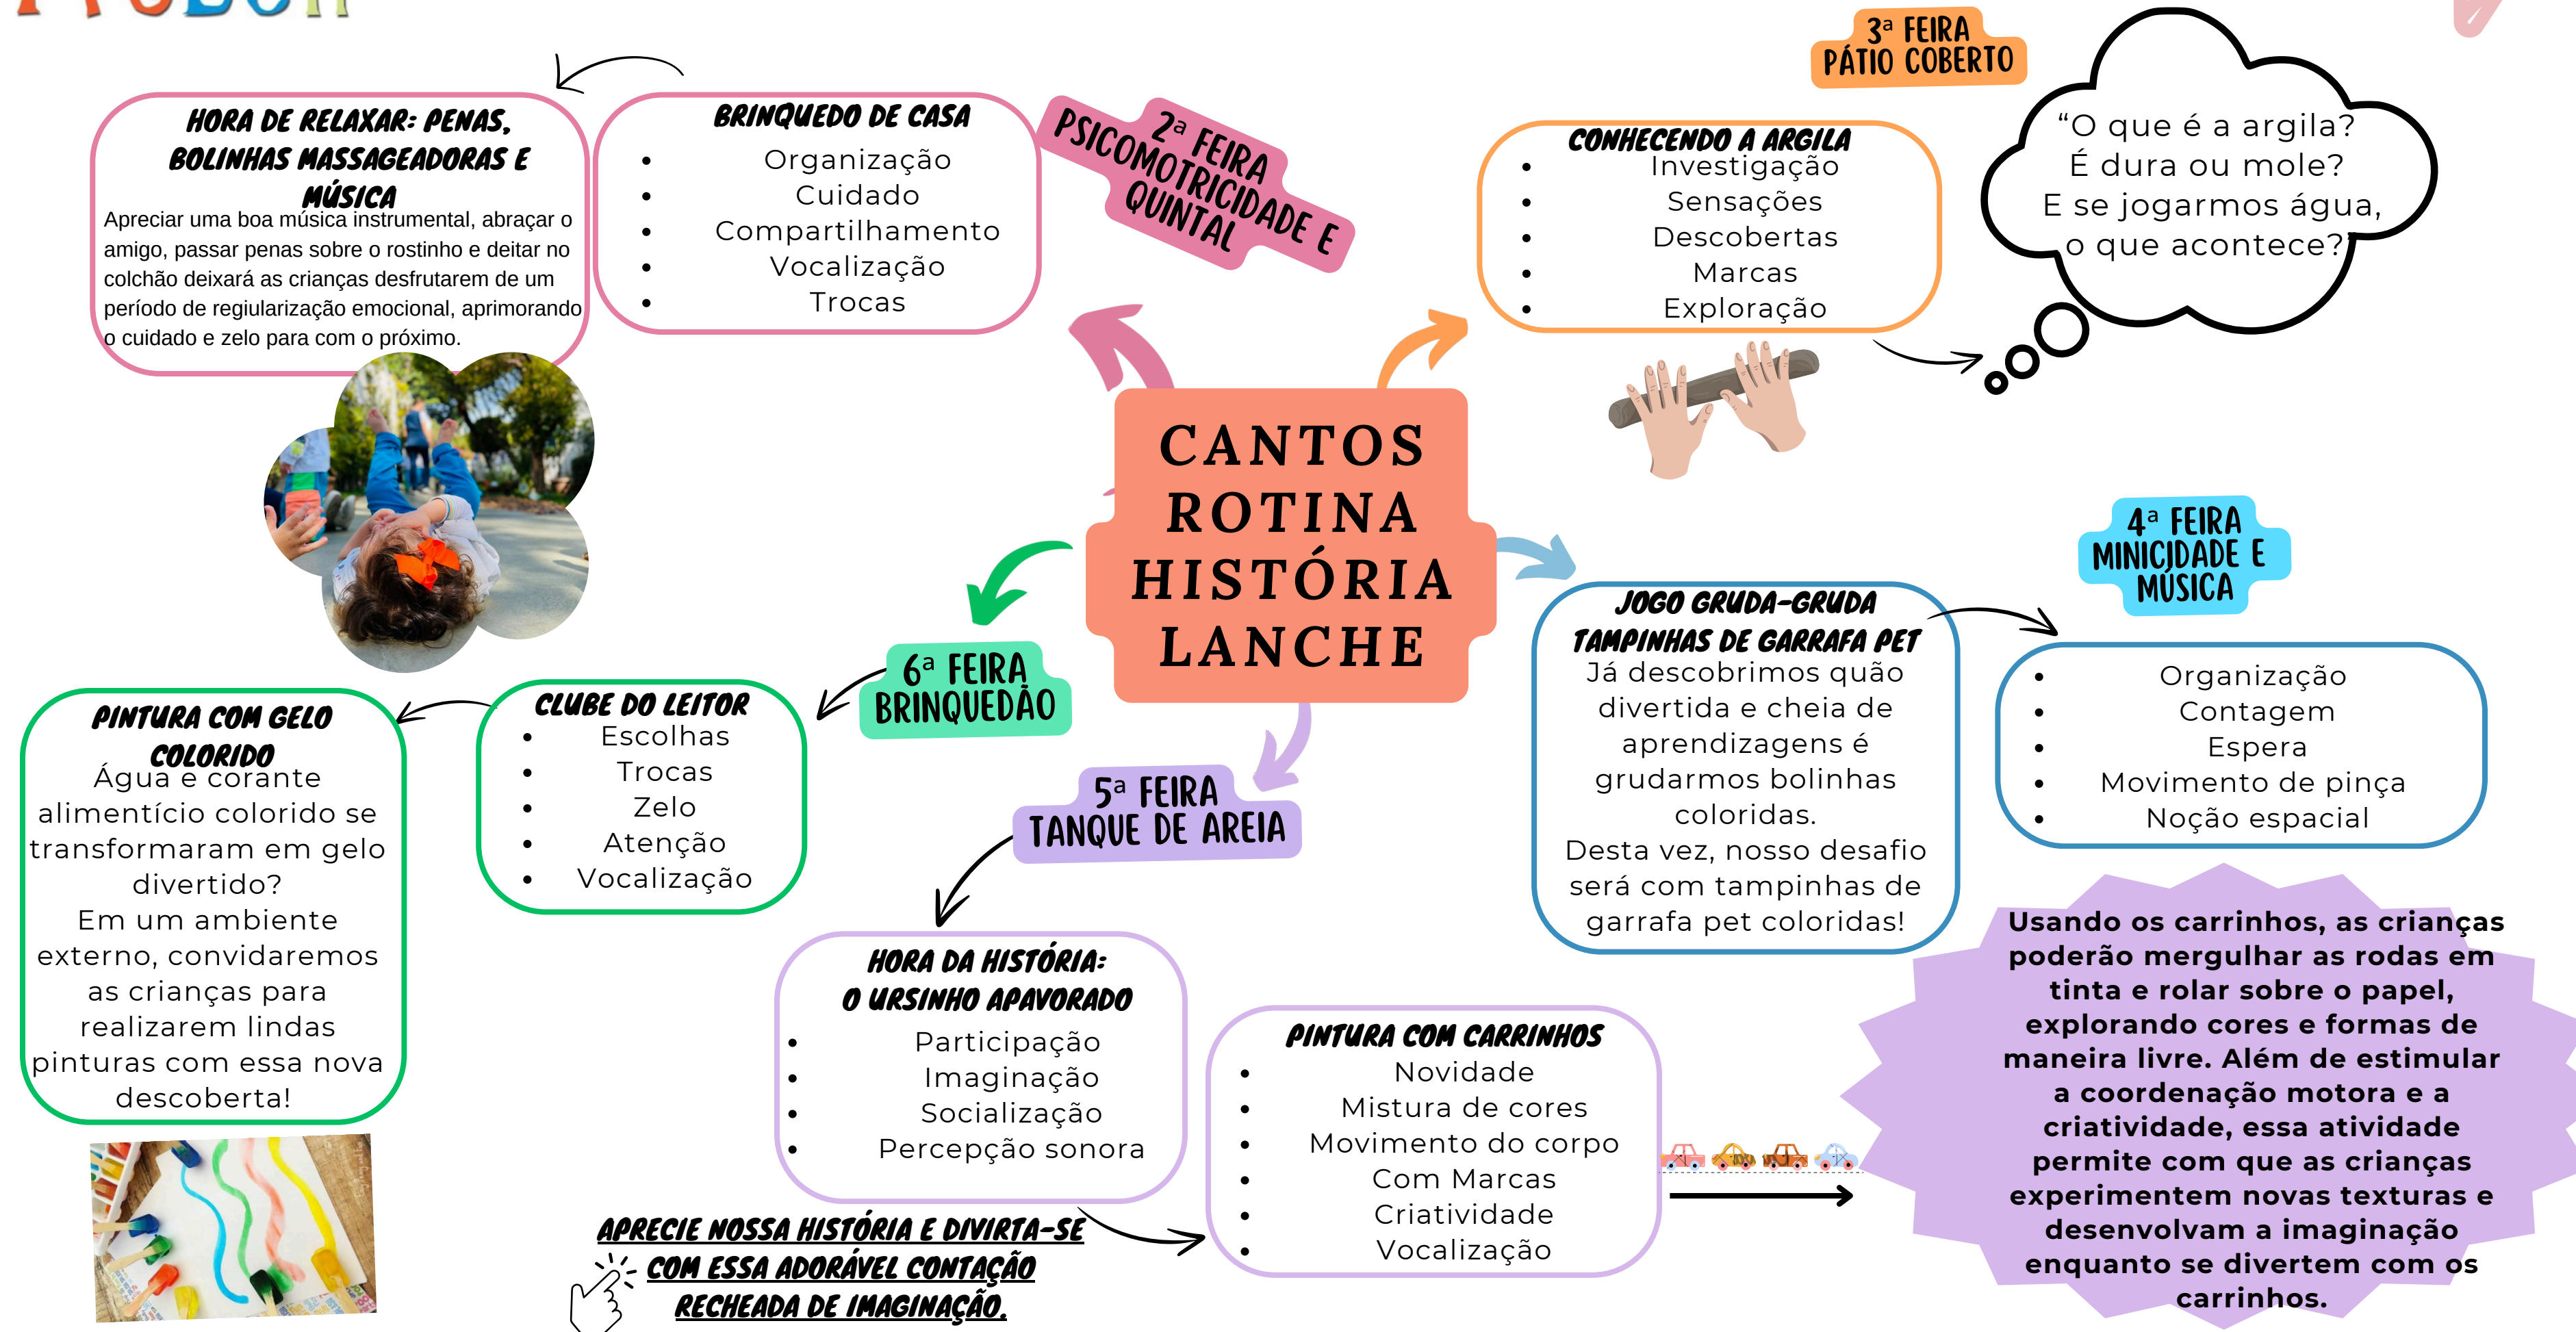 HORA DE RELAXAR: PENAS,
BOLINHAS MASSAGEADORAS E
MÚSICA
Apreciar uma boa música instrumental, abraçar o
amigo, passar penas sobre o rostinho e deitar no
colchão deixará as crianças desfrutarem de um
período de regiularização emocional, aprimorando
o cuidado e zelo para com o próximo.
BRINQUEDO DE CASA
• Organização
• Cuidado
• Compartilhamento
• Vocalização
• Trocas
2ª FEIRA
PSICOMOTRICIDADE E
QUINTAL
3ª FEIRA
PÁTIO COBERTO
CONHECENDO A ARGILA
• Investigação
• Sensações
• Descobertas
• Marcas
• Exploração
“O que é a argila?
É dura ou mole?
E se jogarmos água,
o que acontece?”
CANTOS
ROTINA
HISTÓRIA
LANCHE
4ª FEIRA
MINICIDADE E
MÚSICA
JOGO GRUDA-GRUDA
TAMPINHAS DE GARRAFA PET
Já descobrimos quão
divertida e cheia de
aprendizagens é
grudarmos bolinhas
coloridas.
Desta vez, nosso desafio
será com tampinhas de
garrafa pet coloridas!
• Organização
• Contagem
• Espera
• Movimento de pinça
• Noção espacial
6ª FEIRA
BRINQUEDÃO
CLUBE DO LEITOR
• Escolhas
• Trocas
• Zelo
• Atenção
• Vocalização
PINTURA COM GELO
COLORIDO
Água e corante
alimentício colorido se
transformaram em gelo
divertido?
Em um ambiente
externo, convidaremos
as crianças para
realizarem lindas
pinturas com essa nova
descoberta!
5ª FEIRA
TANQUE DE AREIA
HORA DA HISTÓRIA:
O URSINHO APAVORADO
• Participação
• Imaginação
• Socialização
• Percepção sonora
APRECIE NOSSA HISTÓRIA E DIVIRTA-SE
COM ESSA ADORÁVEL CONTAÇÃO
RECHEADA DE IMAGINAÇÃO.
PINTURA COM CARRINHOS
• Novidade
• Mistura de cores
• Movimento do corpo
• Com Marcas
• Criatividade
• Vocalização
Usando os carrinhos, as crianças
poderão mergulhar as rodas em
tinta e rolar sobre o papel,
explorando cores e formas de
maneira livre. Além de estimular
a coordenação motora e a
criatividade, essa atividade
permite com que as crianças
experimentem novas texturas e
desenvolvam a imaginação
enquanto se divertem com os
carrinhos.